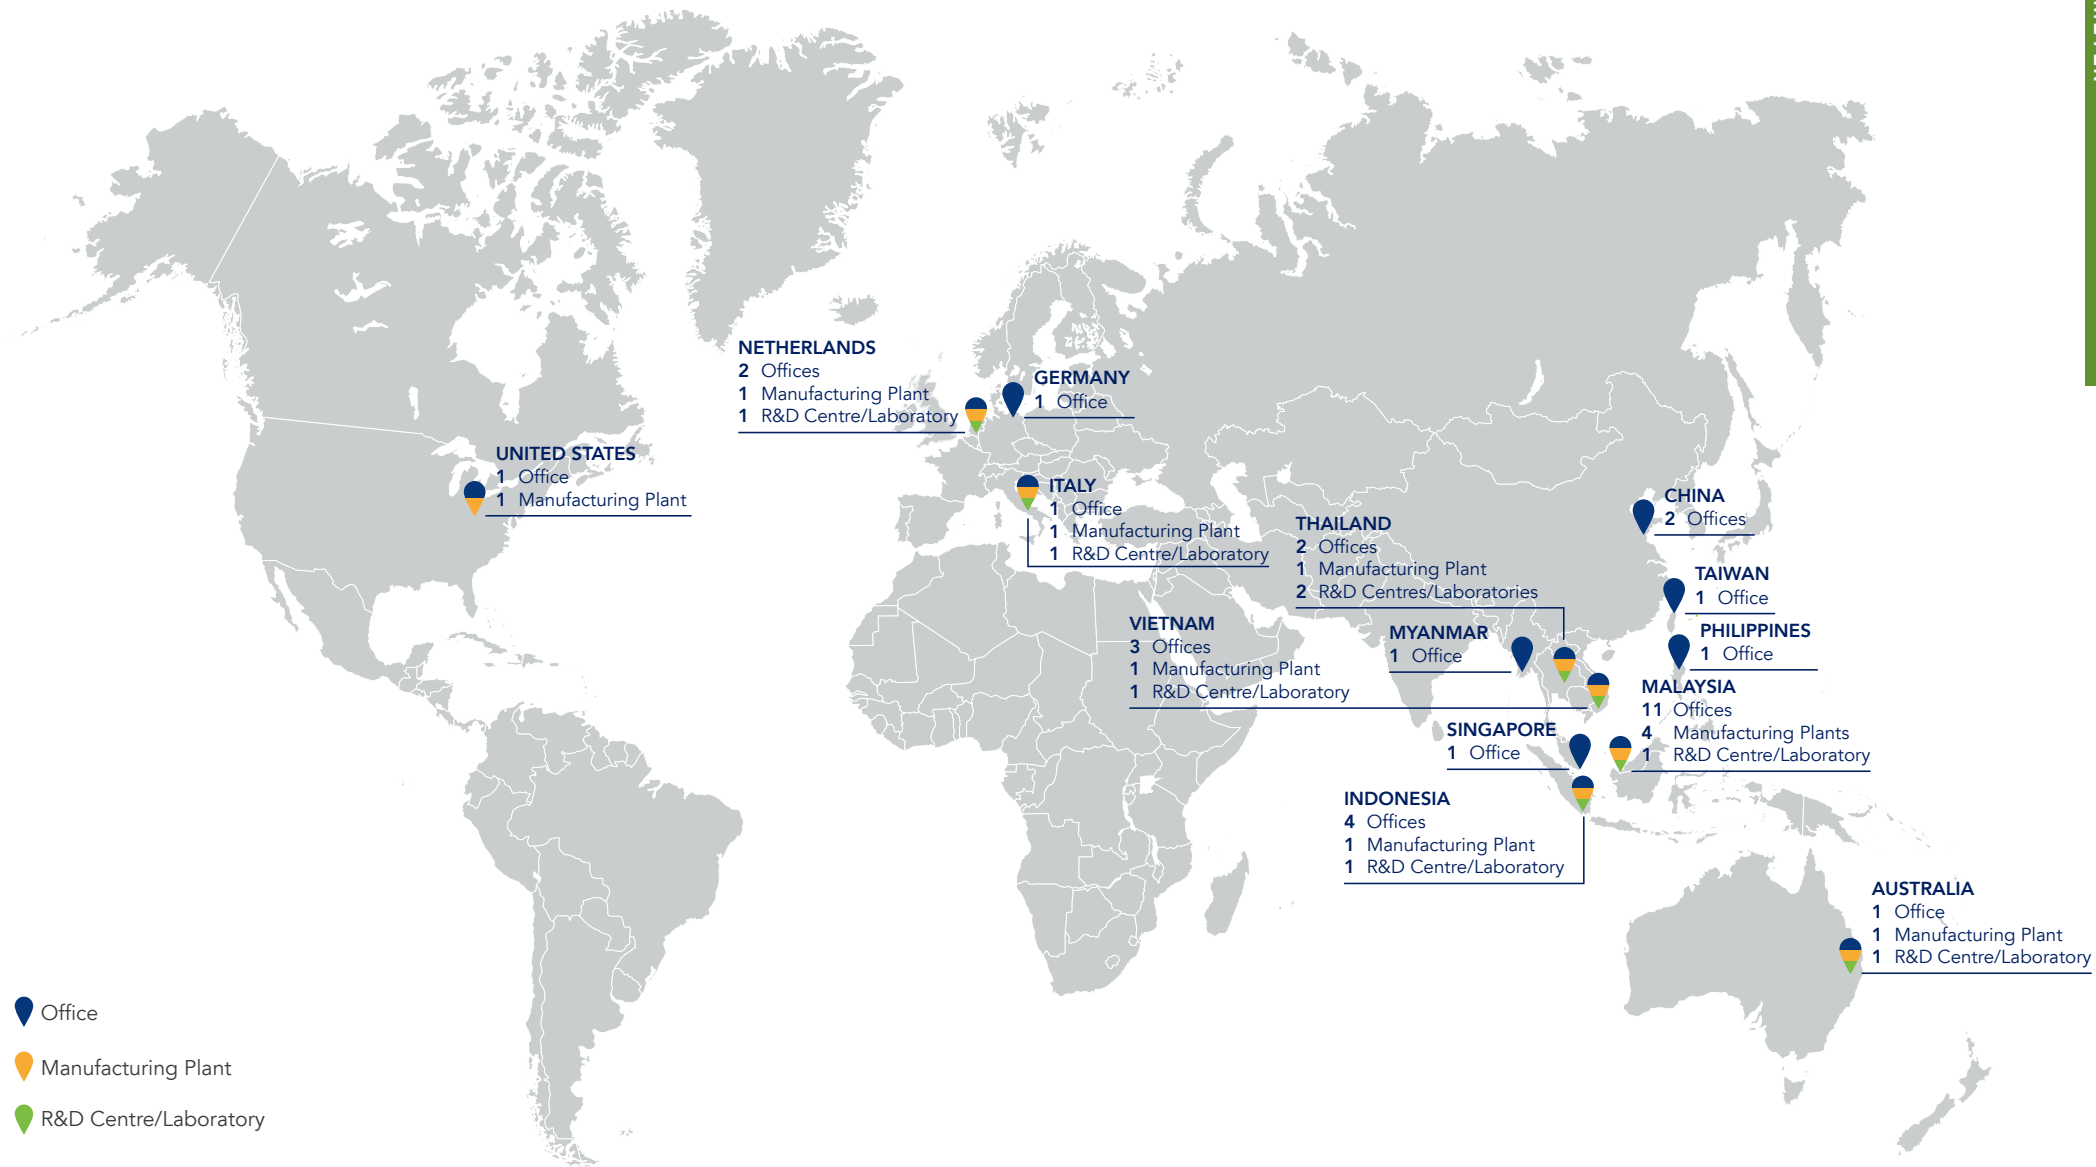 NETHERLANDS
2 Offices
1 Manufacturing Plant
1 R&D Centre/Laboratory
GERMANY
1 Office
UNITED STATES
1 Office
1 Manufacturing Plant
ITALY
1 Office
1 Manufacturing Plant
1 R&D Centre/Laboratory
CHINA
2 Offices
THAILAND
2 Offices
1 Manufacturing Plant
2 R&D Centres/Laboratories
TAIWAN
1 Office
VIETNAM
3 Offices
1 Manufacturing Plant
1 R&D Centre/Laboratory
MYANMAR
1 Office
PHILIPPINES
1 Office
MALAYSIA
11 Offices
4 Manufacturing Plants
1 R&D Centre/Laboratory
SINGAPORE
1 Office
INDONESIA
4 Offices
1 Manufacturing Plant
1 R&D Centre/Laboratory
AUSTRALIA
1 Office
1 Manufacturing Plant
1 R&D Centre/Laboratory
Office
Manufacturing Plant
R&D Centre/Laboratory